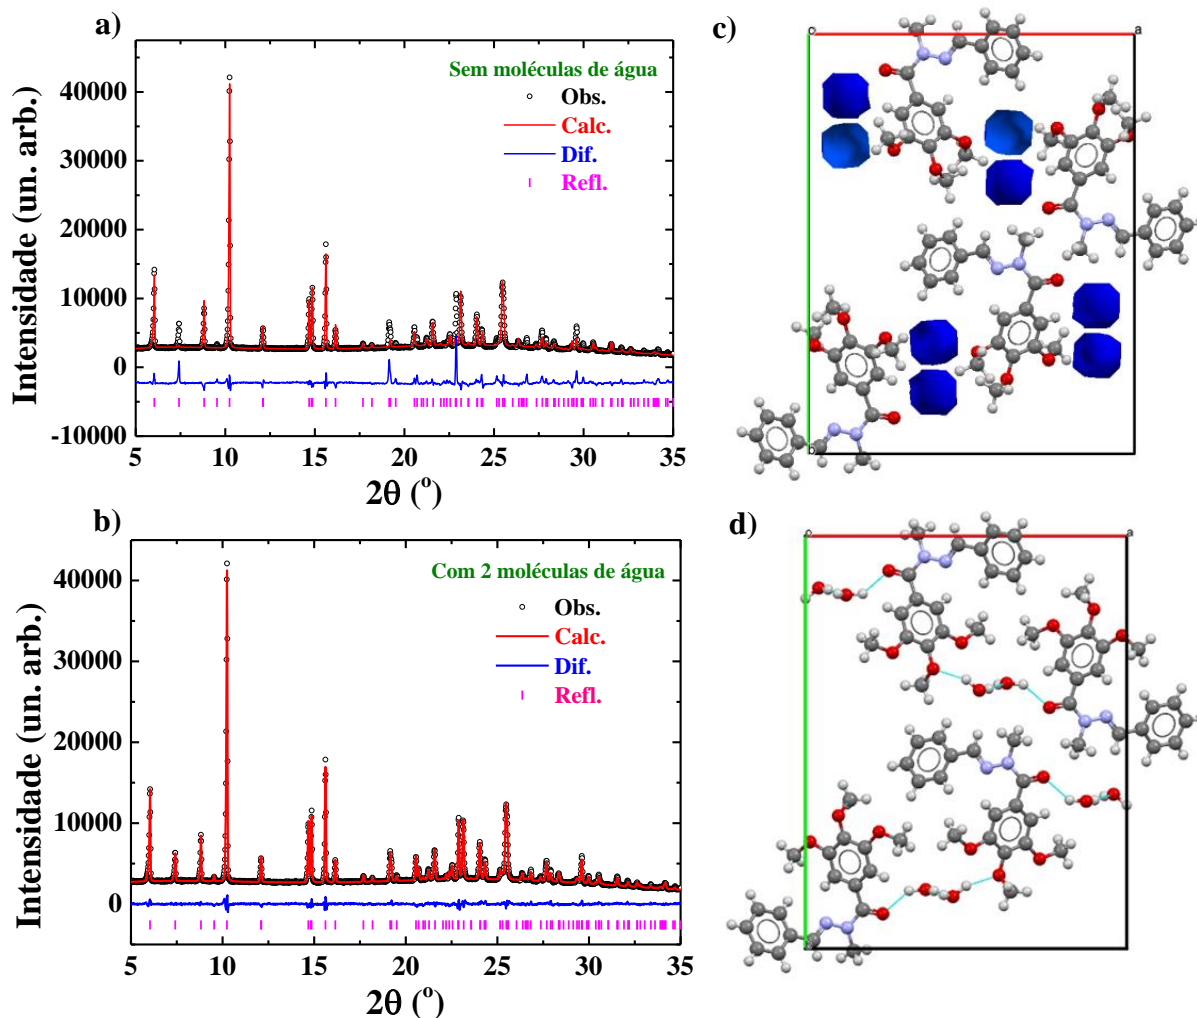 a)
Sem moléculas de água
Obs.
Calc.
Dif.
Refl.
Intensidade (un. arb.)
40000
30000
20000
10000
0
-10000
5 10 15 20 25 30 35
2θ (°)
b)
Com 2 moléculas de água
Obs.
Calc.
Dif.
Refl.
Intensidade (un. arb.)
40000
30000
20000
10000
0
5 10 15 20 25 30 35
2θ (°)
c)
c a
d)
a